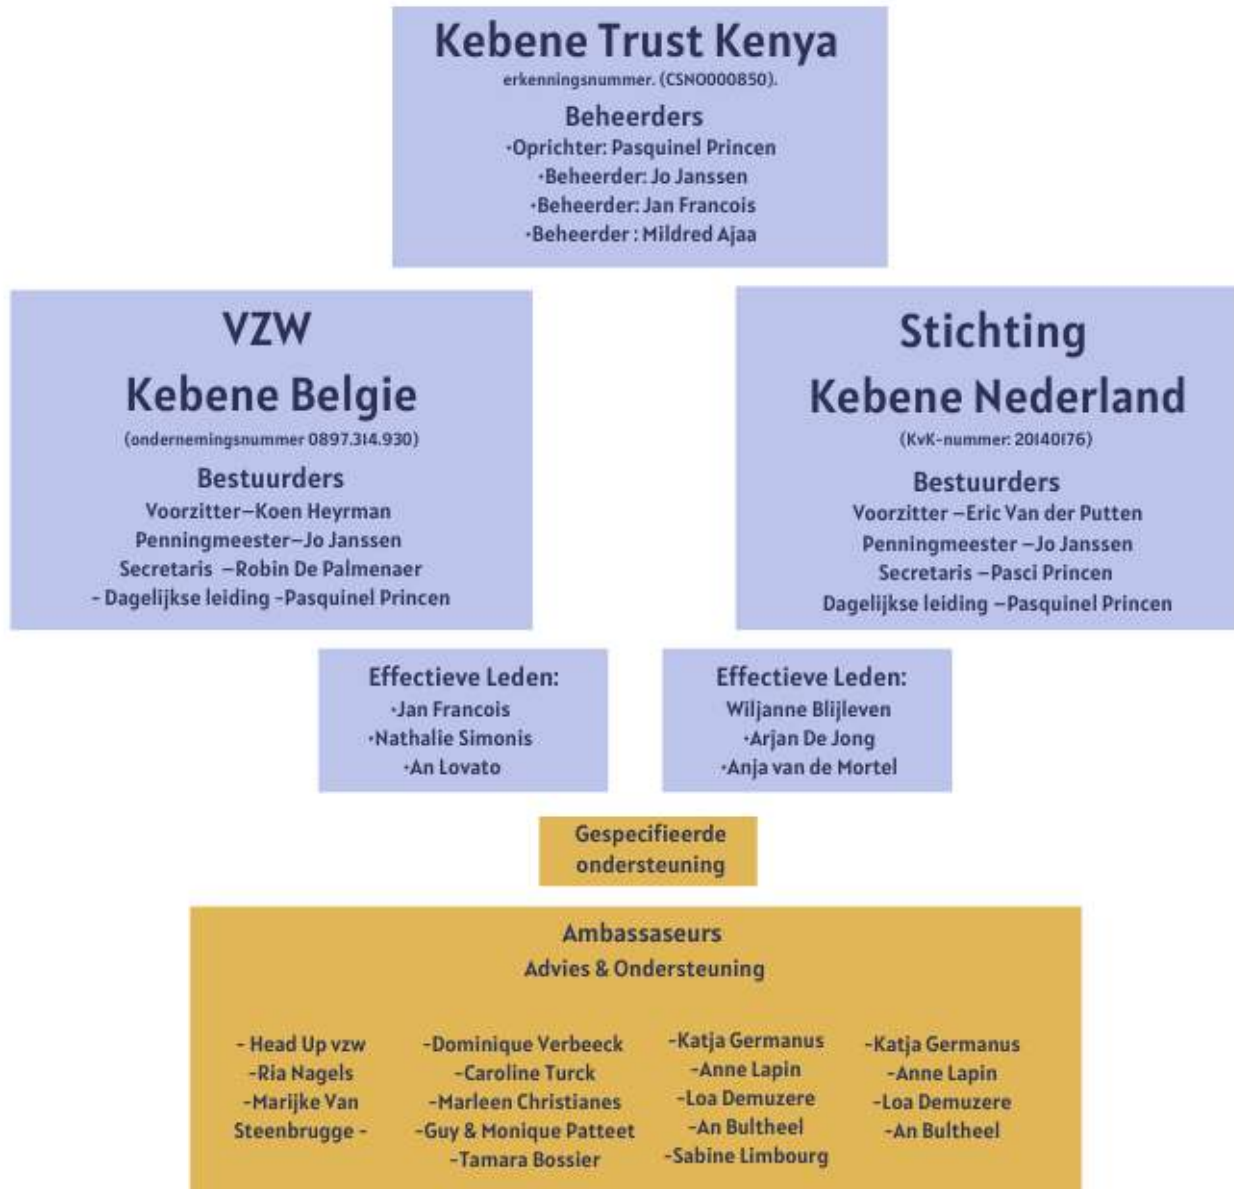 Kebene Trust Kenya
erkenningsnummer. (CSNO000850).
Beheerders
•Oprichter: Pasquinel Princen
•Beheerder: Jo Janssen
•Beheerder: Jan Francois
•Beheerder : Mildred Ajaa
VZW
Kebene Belgie
(ondernemingsnummer 0897.314.930)
Bestuurders
Voorzitter–Koen Heyrman
Penningmeester–Jo Janssen
Secretaris –Robin De Palmenaer
- Dagelijkse leiding -Pasquinel Princen
Stichting
Kebene Nederland
(KvK-nummer: 20140176)
Bestuurders
Voorzitter –Eric Van der Putten
Penningmeester –Jo Janssen
Secretaris –Pasci Princen
Dagelijkse leiding –Pasquinel Princen
Effectieve Leden:
•Jan Francois
•Nathalie Simonis
•An Lovato
Effectieve Leden:
Wiljanne Blijleven
•Arjan De Jong
•Anja van de Mortel
Gespecifieerde
ondersteuning
Ambassaseurs
Advies & Ondersteuning
- Head Up vzw
-Ria Nagels
-Marijke Van
Steenbrugge -
-Dominique Verbeeck
-Caroline Turck
-Marleen Christianes
-Guy & Monique Patteet
-Tamara Bossier
-Katja Germanus
-Anne Lapin
-Loa Demuzere
-An Bultheel
-Sabine Limbourg
-Katja Germanus
-Anne Lapin
-Loa Demuzere
-An Bultheel